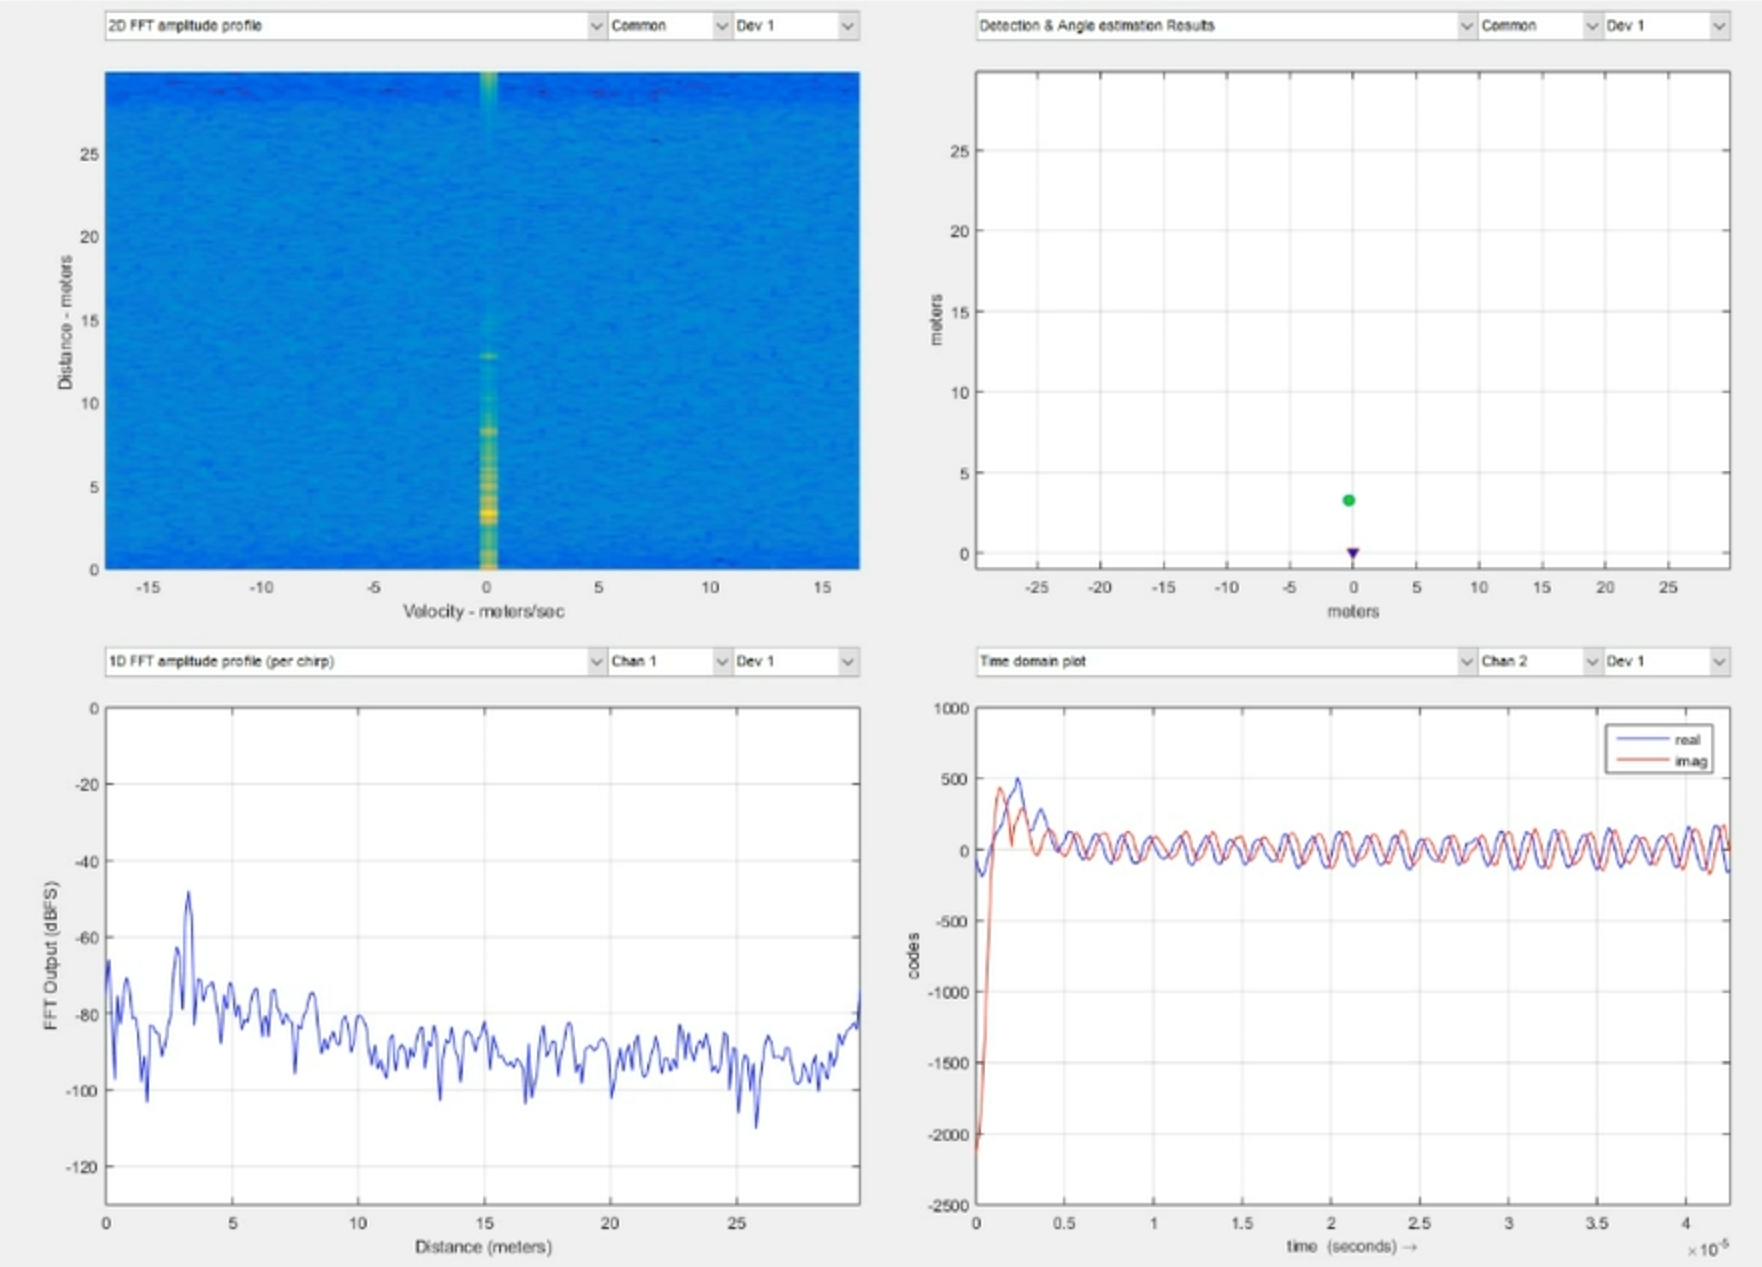 2D FFT amplitude profile Common Dev 1
Detection & Angle estimation Results Common Dev 1
25
20
15
10
5
0
Distance - meters
-15 -10 -5 0 5 10 15
Velocity - meters/sec
25
20
15
10
5
0
meters
-25 -20 -15 -10 -5 0 5 10 15 20 25
meters
1D FFT amplitude profile (per chirp) Chan 1 Dev 1
Time domain plot Chan 2 Dev 1
0
-20
-40
-60
-80
-100
-120
FFT Output (dBFS)
0 5 10 15 20 25
Distance (meters)
1000
500
0
-500
-1000
-1500
-2000
-2500
codes
real
imag
0 0.5 1 1.5 2 2.5 3 3.5 4
time (seconds) →
×10⁻⁵